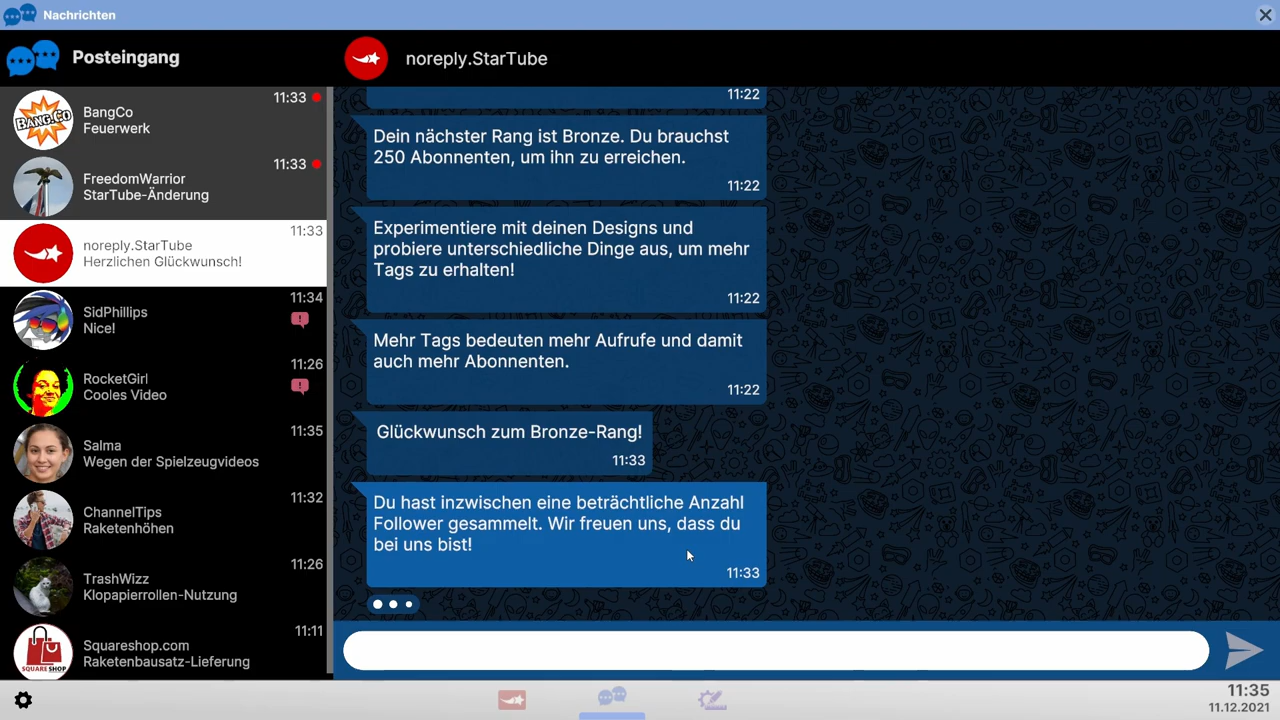 Nachrichten
Posteingang
noreply.StarTube
BANG.CO
BangCo
Feuerwerk
11:33
FreedomWarrior
StarTube-Änderung
11:33
noreply.StarTube
Herzlichen Glückwunsch!
11:33
SidPhillips
Nice!
11:34
RocketGirl
Cooles Video
11:26
Salma
Wegen der Spielzeugvideos
11:35
ChannelTips
Raketenhöhen
11:32
TrashWizz
Klopapierrollen-Nutzung
11:26
SQUARE SHOP
Squareshop.com
Raketenbausatz-Lieferung
11:11
11:22
Dein nächster Rang ist Bronze. Du brauchst
250 Abonnenten, um ihn zu erreichen.
11:22
Experimentiere mit deinen Designs und
probiere unterschiedliche Dinge aus, um mehr
Tags zu erhalten!
11:22
Mehr Tags bedeuten mehr Aufrufe und damit
auch mehr Abonnenten.
11:22
Glückwunsch zum Bronze-Rang!
11:33
Du hast inzwischen eine beträchtliche Anzahl
Follower gesammelt. Wir freuen uns, dass du
bei uns bist!
11:33
11:35
11.12.2021